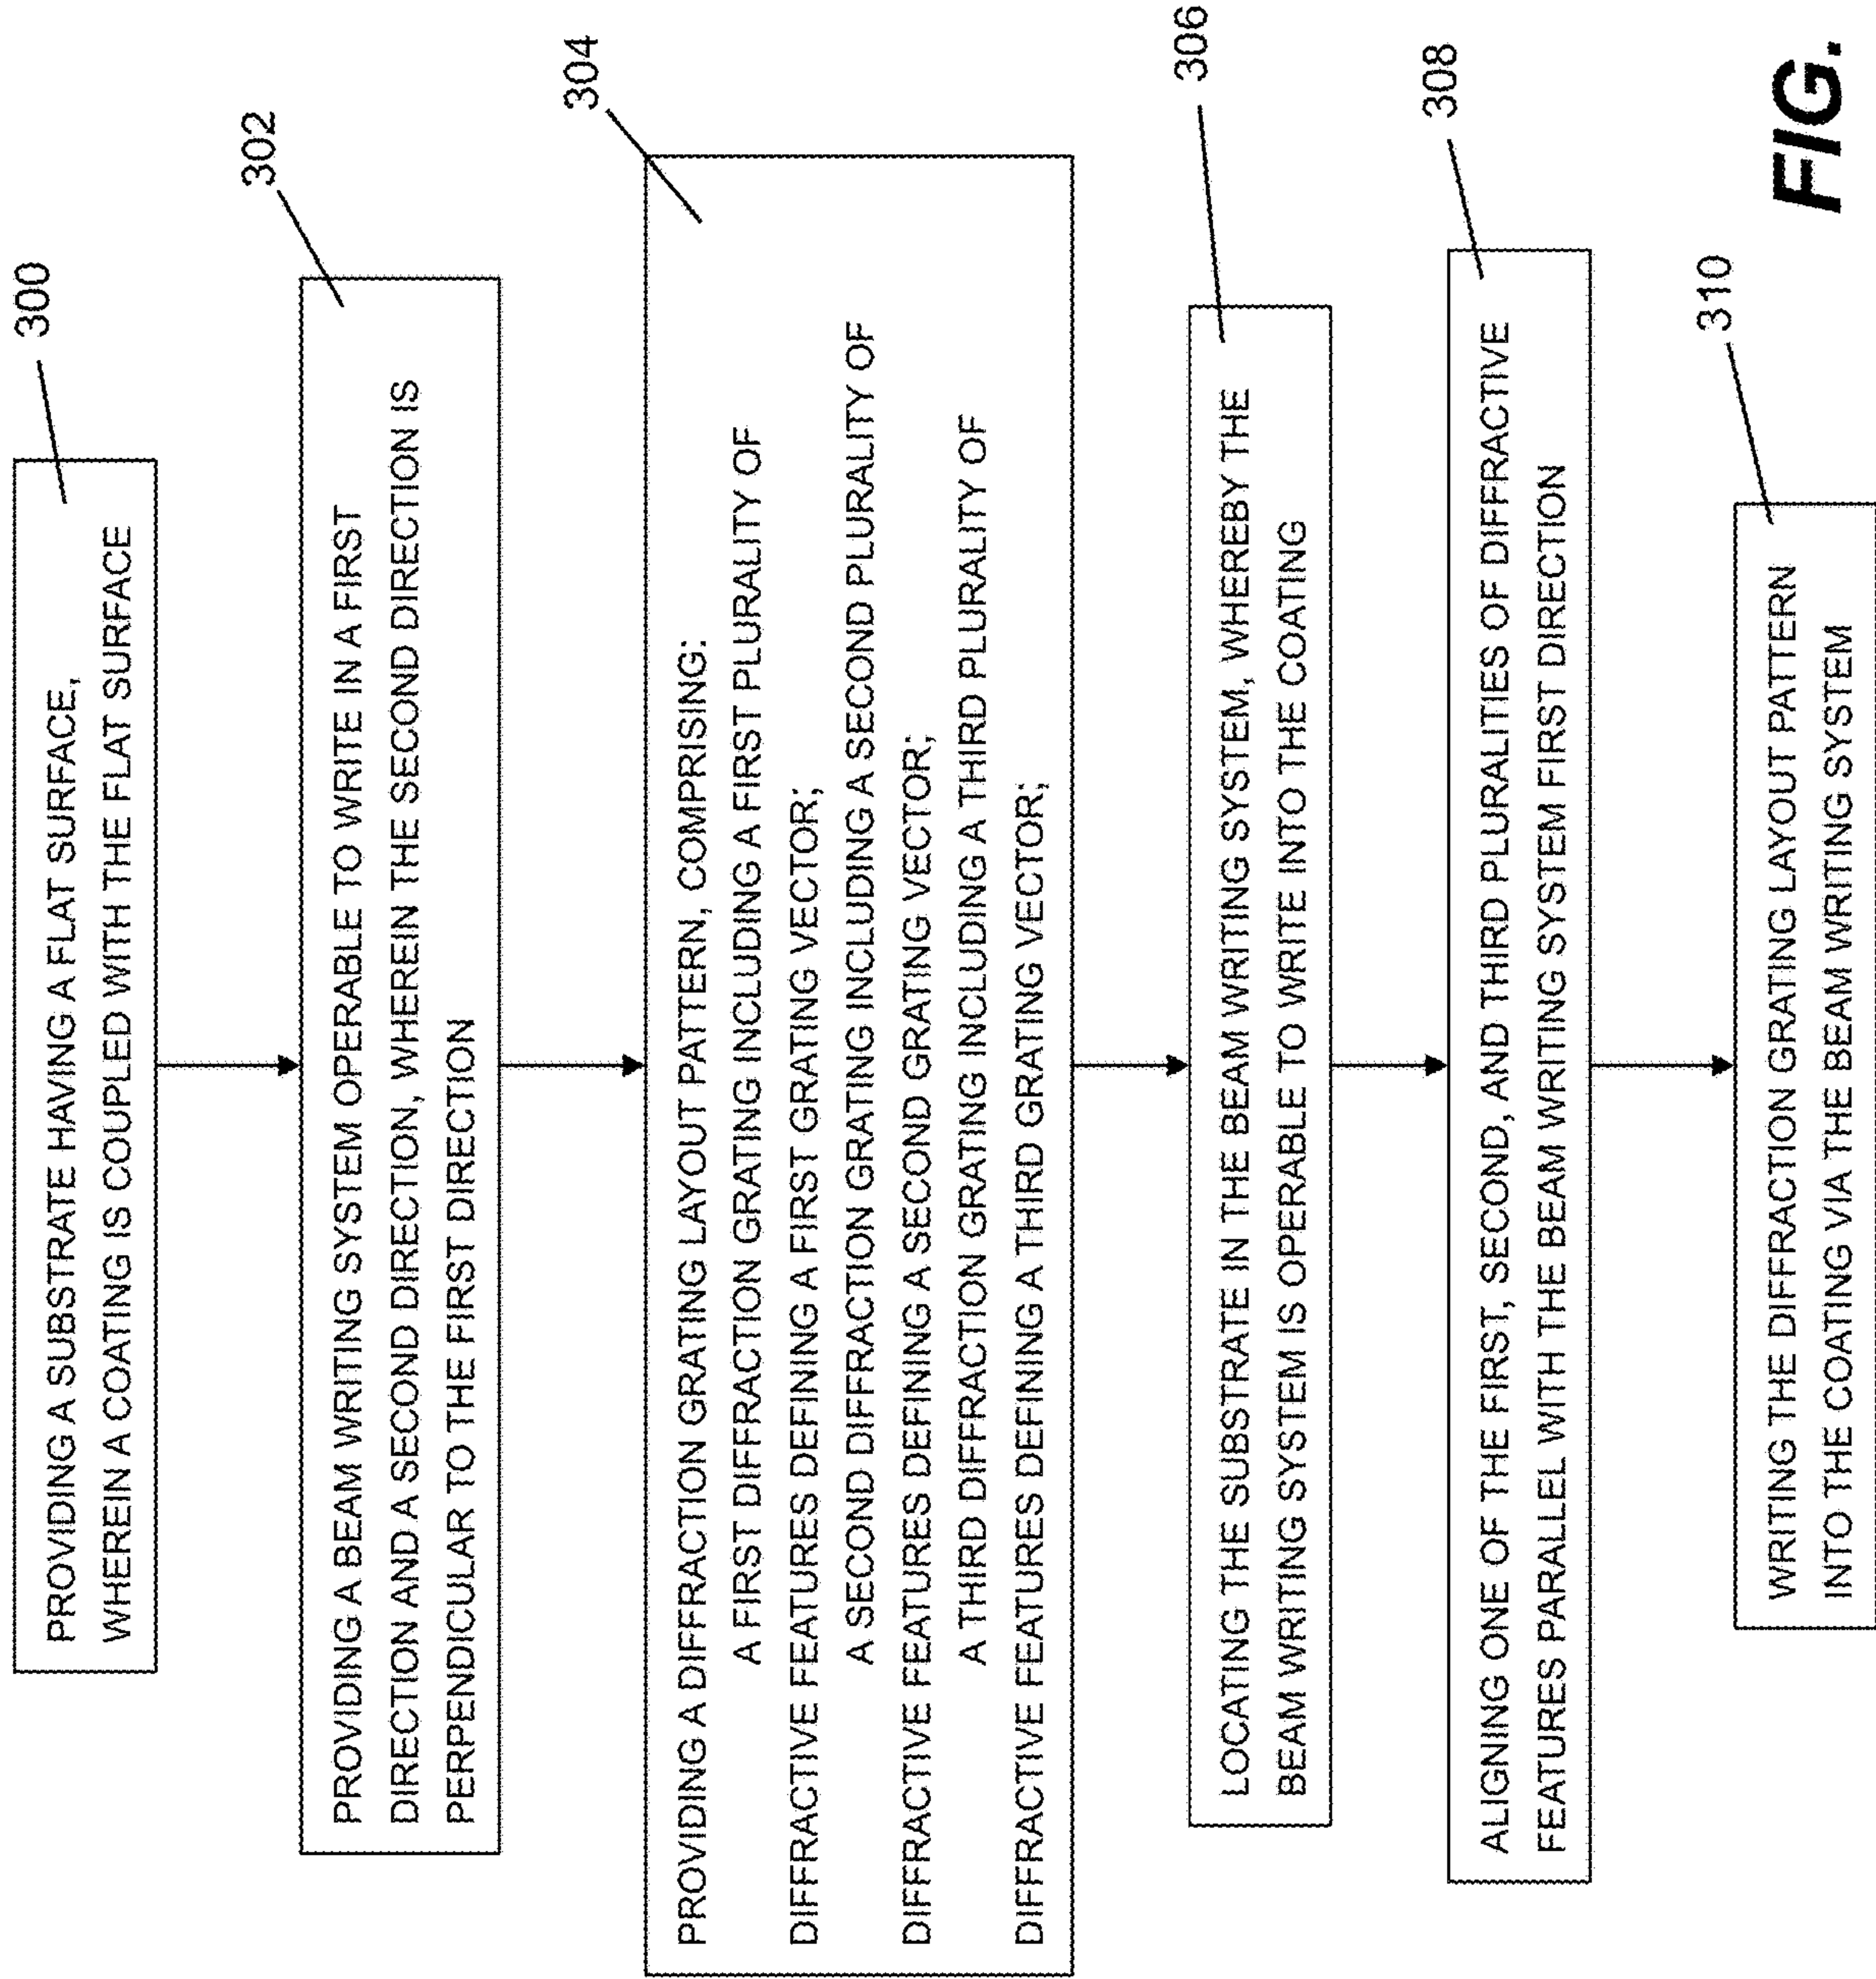 300
PROVIDING A SUBSTRATE HAVING A FLAT SURFACE,
WHEREIN A COATING IS COUPLED WITH THE FLAT SURFACE
302
PROVIDING A BEAM WRITING SYSTEM OPERABLE TO WRITE IN A FIRST
DIRECTION AND A SECOND DIRECTION, WHEREIN THE SECOND DIRECTION IS
PERPENDICULAR TO THE FIRST DIRECTION
304
PROVIDING A DIFFRACTION GRATING LAYOUT PATTERN, COMPRISING:
A FIRST DIFFRACTION GRATING INCLUDING A FIRST PLURALITY OF
DIFFRACTIVE FEATURES DEFINING A FIRST GRATING VECTOR;
A SECOND DIFFRACTION GRATING INCLUDING A SECOND PLURALITY OF
DIFFRACTIVE FEATURES DEFINING A SECOND GRATING VECTOR;
A THIRD DIFFRACTION GRATING INCLUDING A THIRD PLURALITY OF
DIFFRACTIVE FEATURES DEFINING A THIRD GRATING VECTOR;
306
LOCATING THE SUBSTRATE IN THE BEAM WRITING SYSTEM, WHEREBY THE
BEAM WRITING SYSTEM IS OPERABLE TO WRITE INTO THE COATING
308
ALIGNING ONE OF THE FIRST, SECOND, AND THIRD PLURALITIES OF DIFFRACTIVE
FEATURES PARALLEL WITH THE BEAM WRITING SYSTEM FIRST DIRECTION
310
WRITING THE DIFFRACTION GRATING LAYOUT PATTERN
INTO THE COATING VIA THE BEAM WRITING SYSTEM
FIG.